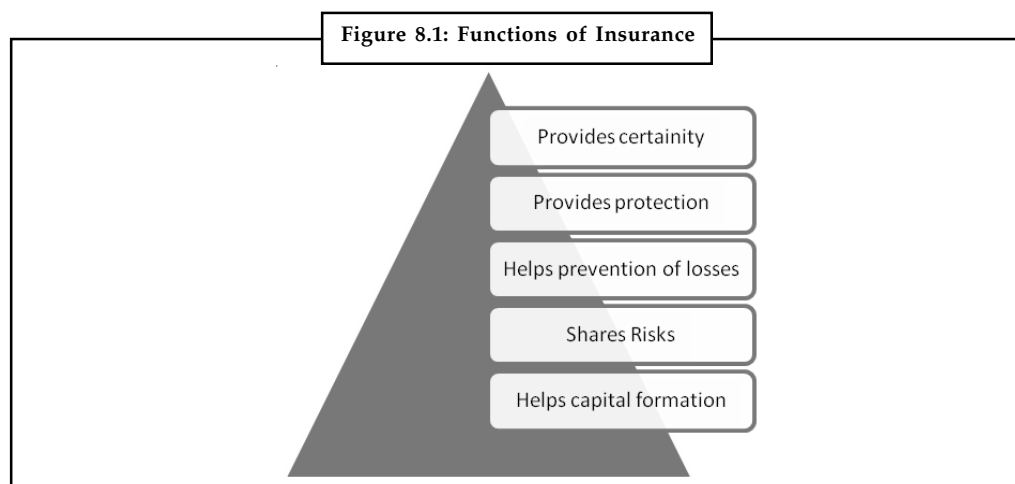 Figure 8.1: Functions of Insurance
Provides certainity
Provides protection
Helps prevention of losses
Shares Risks
Helps capital formation